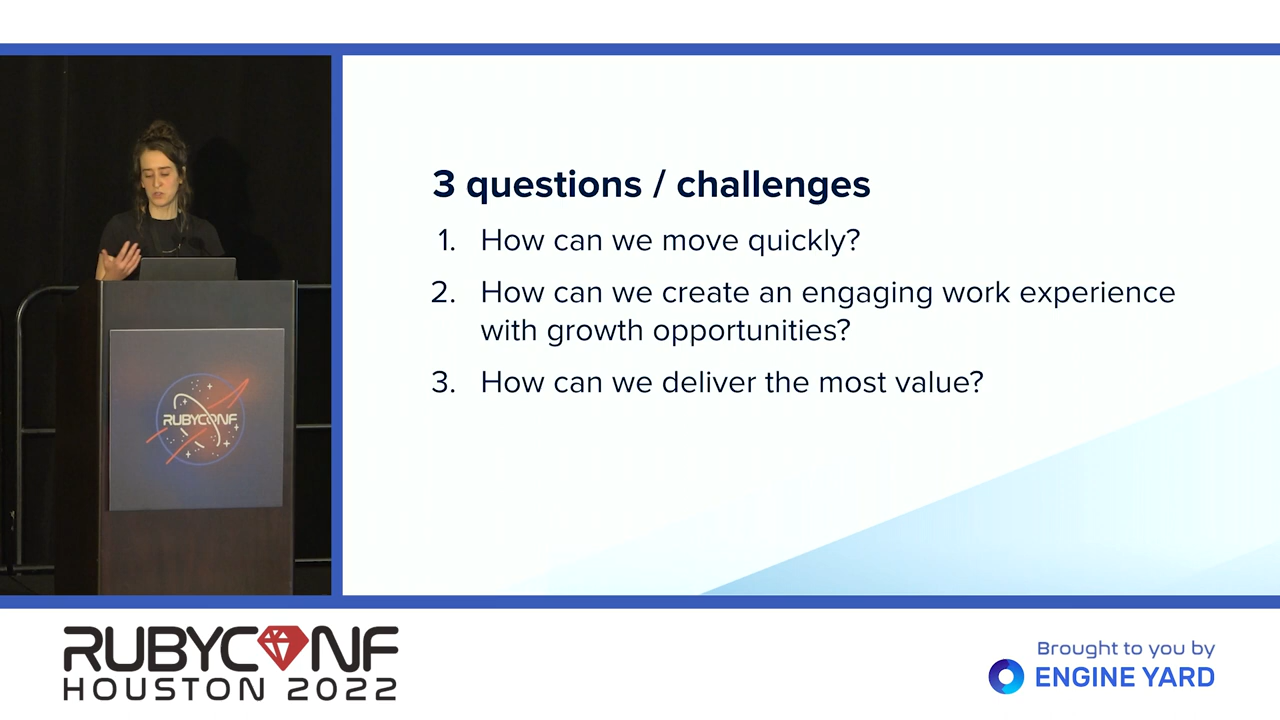 3 questions / challenges
1. How can we move quickly?
2. How can we create an engaging work experience
with growth opportunities?
3. How can we deliver the most value?
RUBYCONF
RUBYCONF
HOUSTON 2022
Brought to you by
ENGINE YARD